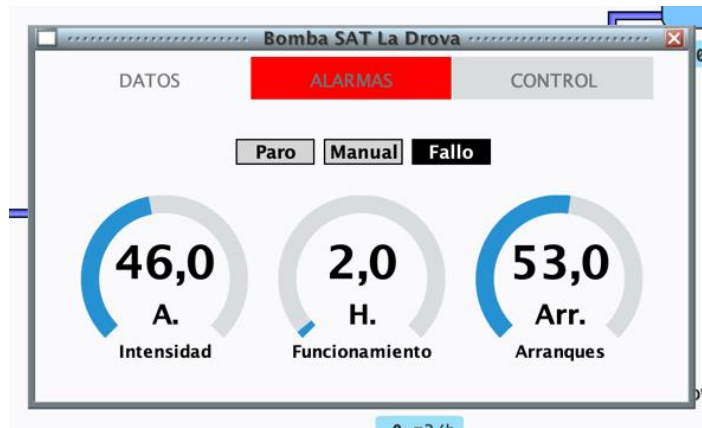 Bomba SAT La Drova
DATOS ALARMAS CONTROL
Paro Manual Fallo
46,0 2,0 53,0
A. H. Arr.
Intensidad Funcionamiento Arranques